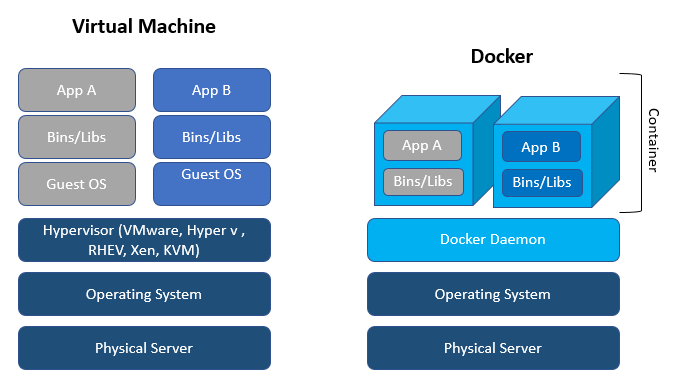 Virtual Machine
App A
App B
Bins/Libs
Bins/Libs
Guest OS
Guest OS
Hypervisor (VMware, Hyper v ,
RHEV, Xen, KVM)
Operating System
Physical Server
Docker
App A
App B
Bins/Libs
Bins/Libs
Container
Docker Daemon
Operating System
Physical Server